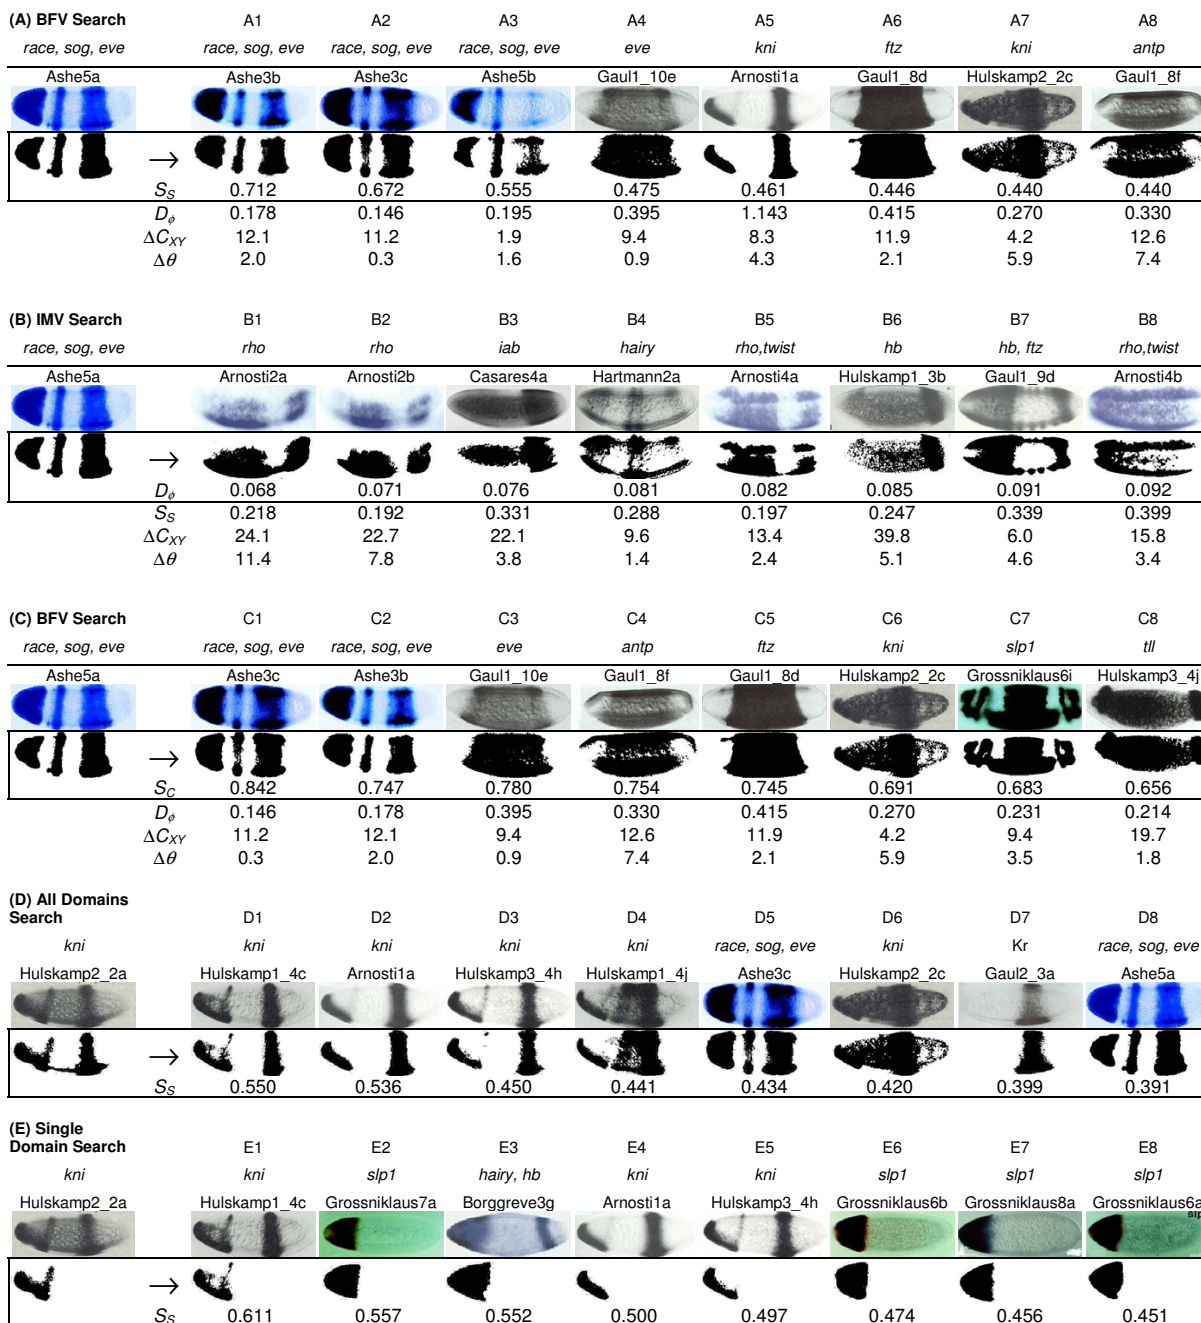 (A) BFV Search A1 A2 A3 A4 A5 A6 A7 A8
race, sog, eve race, sog, eve race, sog, eve race, sog, eve eve kni ftz kni antp
Ashe5a Ashe3b Ashe3c Ashe5b Gaul1_10e Arnosti1a Gaul1_8d Hulskamp2_2c Gaul1_8f
→
S_S 0.712 0.672 0.555 0.475 0.461 0.446 0.440 0.440
D_ϕ 0.178 0.146 0.195 0.395 1.143 0.415 0.270 0.330
ΔC_XY 12.1 11.2 1.9 9.4 8.3 11.9 4.2 12.6
Δθ 2.0 0.3 1.6 0.9 4.3 2.1 5.9 7.4
(B) IMV Search B1 B2 B3 B4 B5 B6 B7 B8
race, sog, eve rho rho iab hairy rho,twist hb hb, ftz rho,twist
Ashe5a Arnosti2a Arnosti2b Casares4a Hartmann2a Arnosti4a Hulskamp1_3b Gaul1_9d Arnosti4b
→
D_ϕ 0.068 0.071 0.076 0.081 0.082 0.085 0.091 0.092
S_S 0.218 0.192 0.331 0.288 0.197 0.247 0.339 0.399
ΔC_XY 24.1 22.7 22.1 9.6 13.4 39.8 6.0 15.8
Δθ 11.4 7.8 3.8 1.4 2.4 5.1 4.6 3.4
(C) BFV Search C1 C2 C3 C4 C5 C6 C7 C8
race, sog, eve race, sog, eve race, sog, eve eve antp ftz kni slp1 tll
Ashe5a Ashe3c Ashe3b Gaul1_10e Gaul1_8f Gaul1_8d Hulskamp2_2c Grossniklaus6i Hulskamp3_4j
→
S_C 0.842 0.747 0.780 0.754 0.745 0.691 0.683 0.656
D_ϕ 0.146 0.178 0.395 0.330 0.415 0.270 0.231 0.214
ΔC_XY 11.2 12.1 9.4 12.6 11.9 4.2 9.4 19.7
Δθ 0.3 2.0 0.9 7.4 2.1 5.9 3.5 1.8
(D) All Domains
Search D1 D2 D3 D4 D5 D6 D7 D8
kni kni kni kni kni race, sog, eve kni Kr race, sog, eve
Hulskamp2_2a Hulskamp1_4c Arnosti1a Hulskamp3_4h Hulskamp1_4j Ashe3c Hulskamp2_2c Gaul2_3a Ashe5a
→
S_S 0.550 0.536 0.450 0.441 0.434 0.420 0.399 0.391
(E) Single
Domain Search E1 E2 E3 E4 E5 E6 E7 E8
kni kni slp1 hairy, hb kni kni slp1 slp1 slp1
Hulskamp2_2a Hulskamp1_4c Grossniklaus7a Borggreve3g Arnosti1a Hulskamp3_4h Grossniklaus6b Grossniklaus8a Grossniklaus6a
slp
→
S_S 0.611 0.557 0.552 0.500 0.497 0.474 0.456 0.451